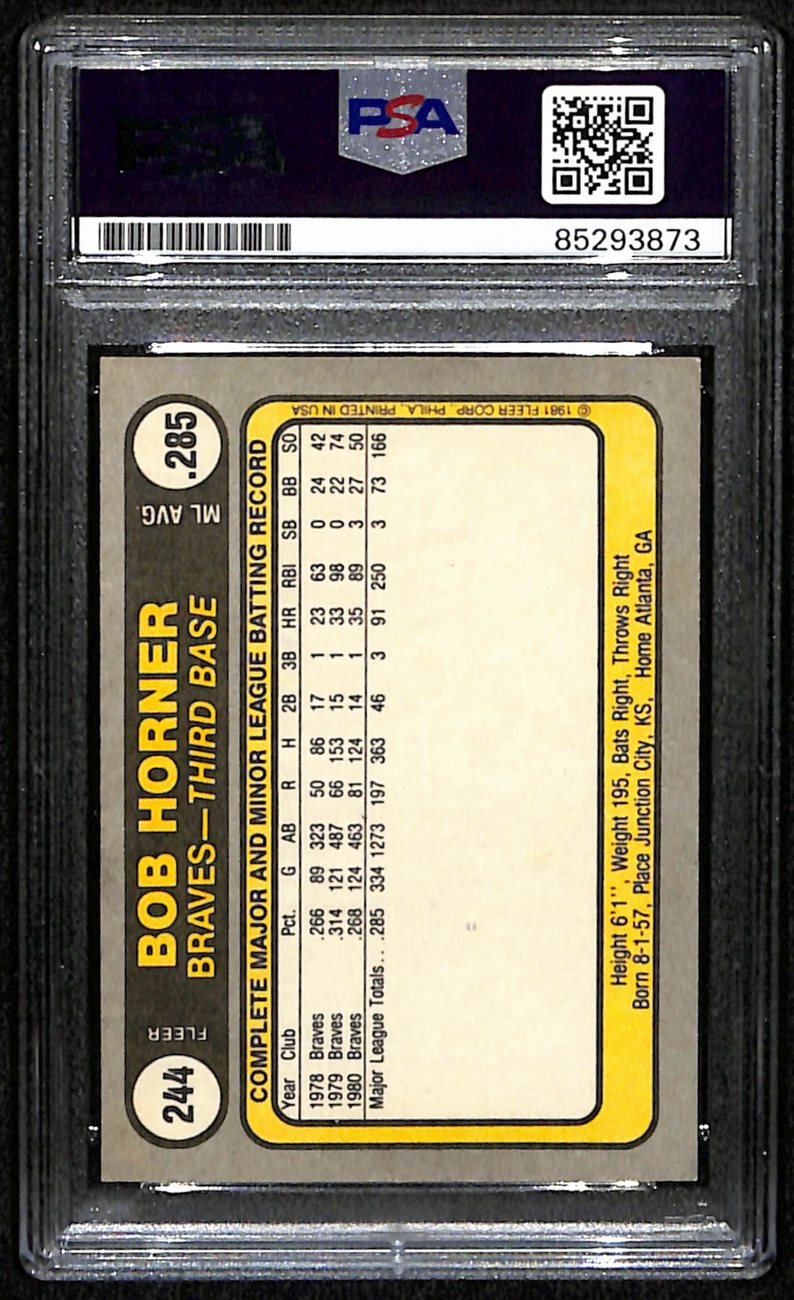 PSA
85293873
244
FLEER
BOB HORNER
BRAVES—THIRD BASE
ML AVG.
.285
COMPLETE MAJOR AND MINOR LEAGUE BATTING RECORD
Year Club Pct. G AB R H 2B 3B HR RBI SB BB SO
1978 Braves .266 89 323 50 86 17 1 23 63 0 24 42
1979 Braves .314 121 487 66 153 15 1 33 98 0 22 74
1980 Braves .268 124 463 81 124 14 1 35 89 3 27 50
Major League Totals.. .285 334 1273 197 363 46 3 91 250 3 73 166
Height 6'1", Weight 195, Bats Right, Throws Right
Born 8-1-57, Place Junction City, KS, Home Atlanta, GA
© 1981 FLEER CORP., PHILA., PRINTED IN USA